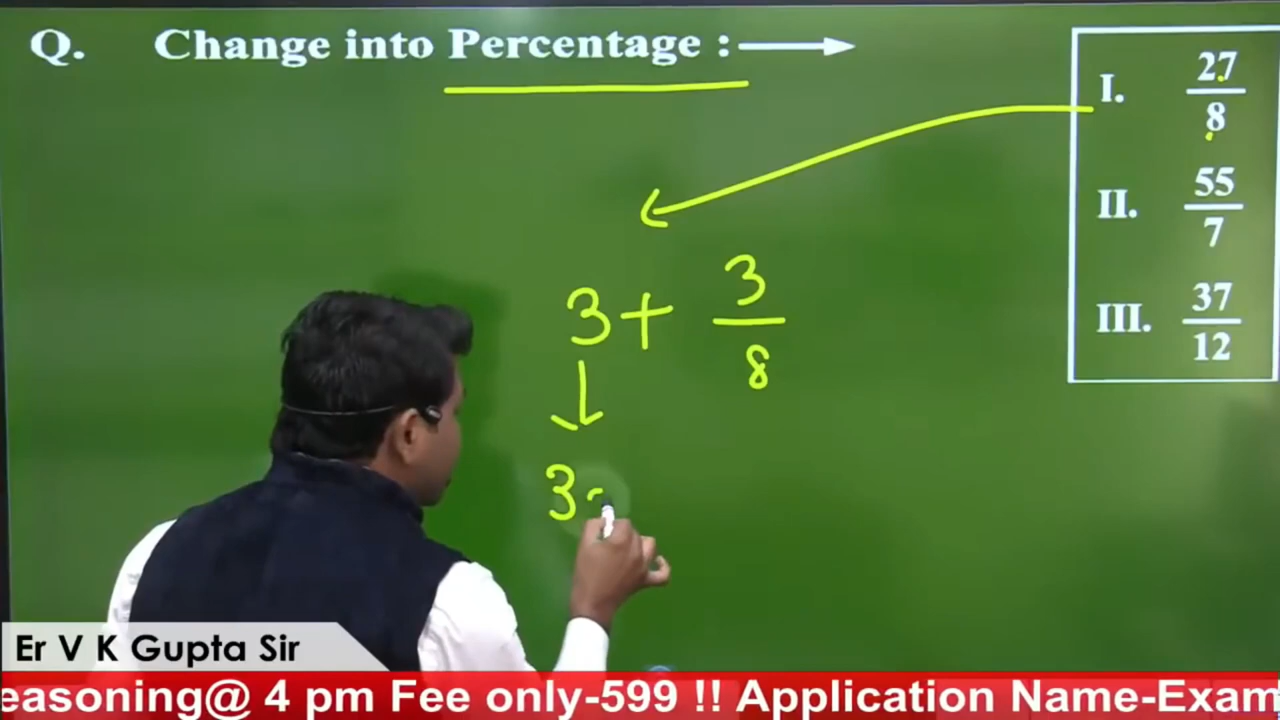 Q. Change into Percentage :
I. 27/8
II. 55/7
III. 37/12
3 + 3/8
3
Er V K Gupta Sir
easoning@ 4 pm Fee only-599 !! Application Name-Exam